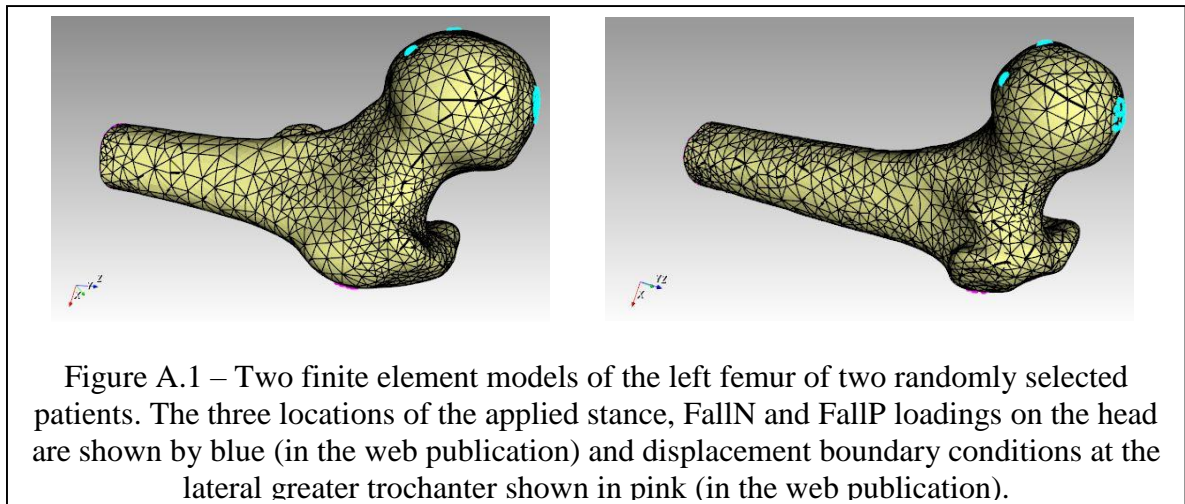 Z
Y
X
YZ
X
Figure A.1 – Two finite element models of the left femur of two randomly selected
patients. The three locations of the applied stance, FallN and FallP loadings on the head
are shown by blue (in the web publication) and displacement boundary conditions at the
lateral greater trochanter shown in pink (in the web publication).